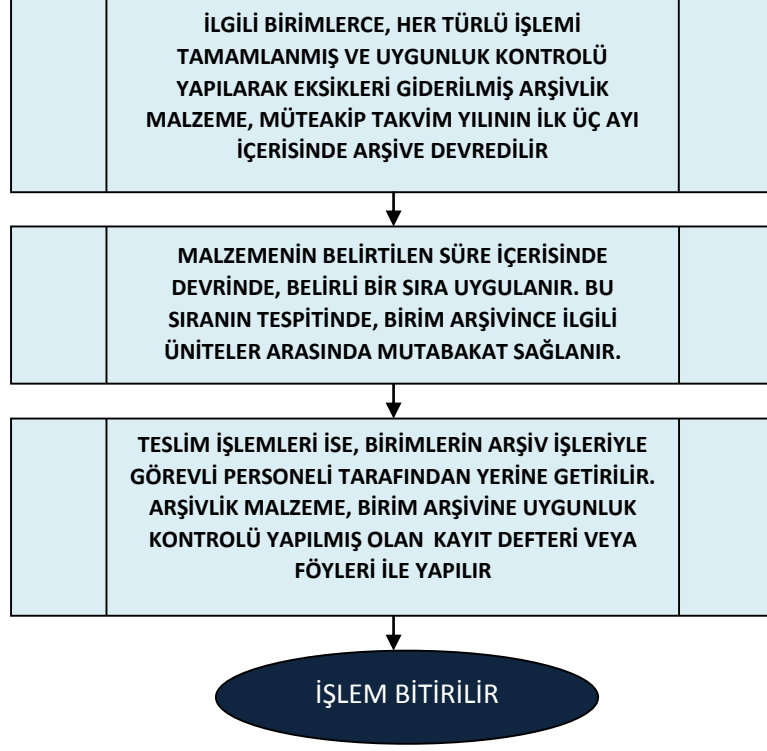 İLGİLİ BİRİMLERCE, HER TÜRLÜ İŞLEMİ
TAMAMLANMIŞ VE UYGUNLUK KONTROLÜ
YAPILARAK EKSİKLERİ GİDERİLMİŞ ARŞİVLİK
MALZEME, MÜTEAKİP TAKVİM YILININ İLK ÜÇ AYI
İÇERİSİNDE ARŞİVE DEVREDİLİR
MALZEMENİN BELİRTİLEN SÜRE İÇERİSİNDE
DEVRİNDE, BELİRLİ BİR SIRA UYGULANIR. BU
SIRANIN TESPİTİNDE, BİRİM ARŞİVİNCE İLGİLİ
ÜNİTELER ARASINDA MUTABAKAT SAĞLANIR.
TESLİM İŞLEMLERİ İSE, BİRİMLERİN ARŞİV İŞLERİYLE
GÖREVLİ PERSONELİ TARAFINDAN YERİNE GETİRİLİR.
ARŞİVLİK MALZEME, BİRİM ARŞİVİNE UYGUNLUK
KONTROLÜ YAPILMIŞ OLAN KAYIT DEFTERİ VEYA
FÖYLERİ İLE YAPILIR
İŞLEM BİTİRİLİR